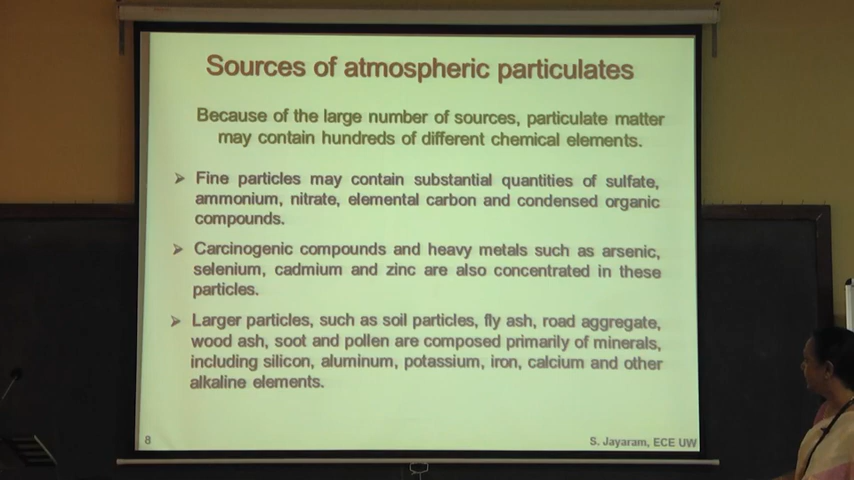 Sources of atmospheric particulates
Because of the large number of sources, particulate matter
may contain hundreds of different chemical elements.
➢ Fine particles may contain substantial quantities of sulfate,
ammonium, nitrate, elemental carbon and condensed organic
compounds.
➢ Carcinogenic compounds and heavy metals such as arsenic,
selenium, cadmium and zinc are also concentrated in these
particles.
➢ Larger particles, such as soil particles, fly ash, road aggregate,
wood ash, soot and pollen are composed primarily of minerals,
including silicon, aluminum, potassium, iron, calcium and other
alkaline elements.
8
S. Jayaram, ECE UW